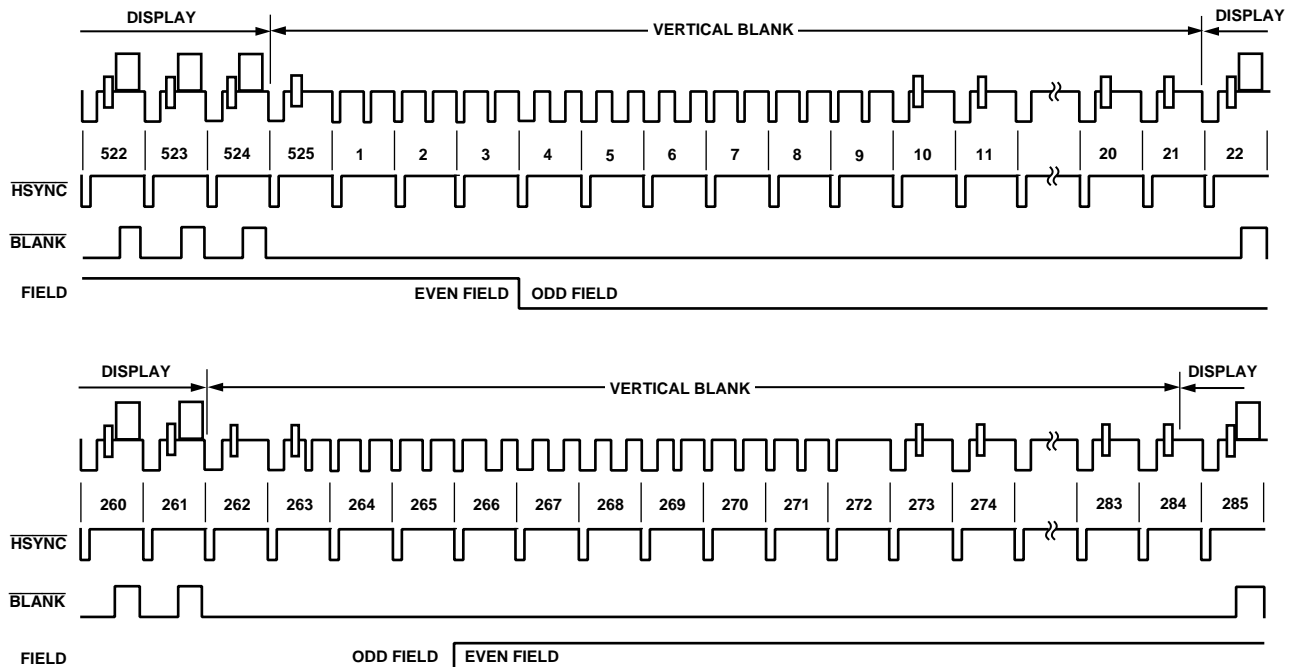 DISPLAY VERTICAL BLANK DISPLAY
522 523 524 525 1 2 3 4 5 6 7 8 9 10 11 20 21 22
HSYNC
BLANK
FIELD EVEN FIELD ODD FIELD
DISPLAY VERTICAL BLANK DISPLAY
260 261 262 263 264 265 266 267 268 269 270 271 272 273 274 283 284 285
HSYNC
BLANK
FIELD ODD FIELD EVEN FIELD